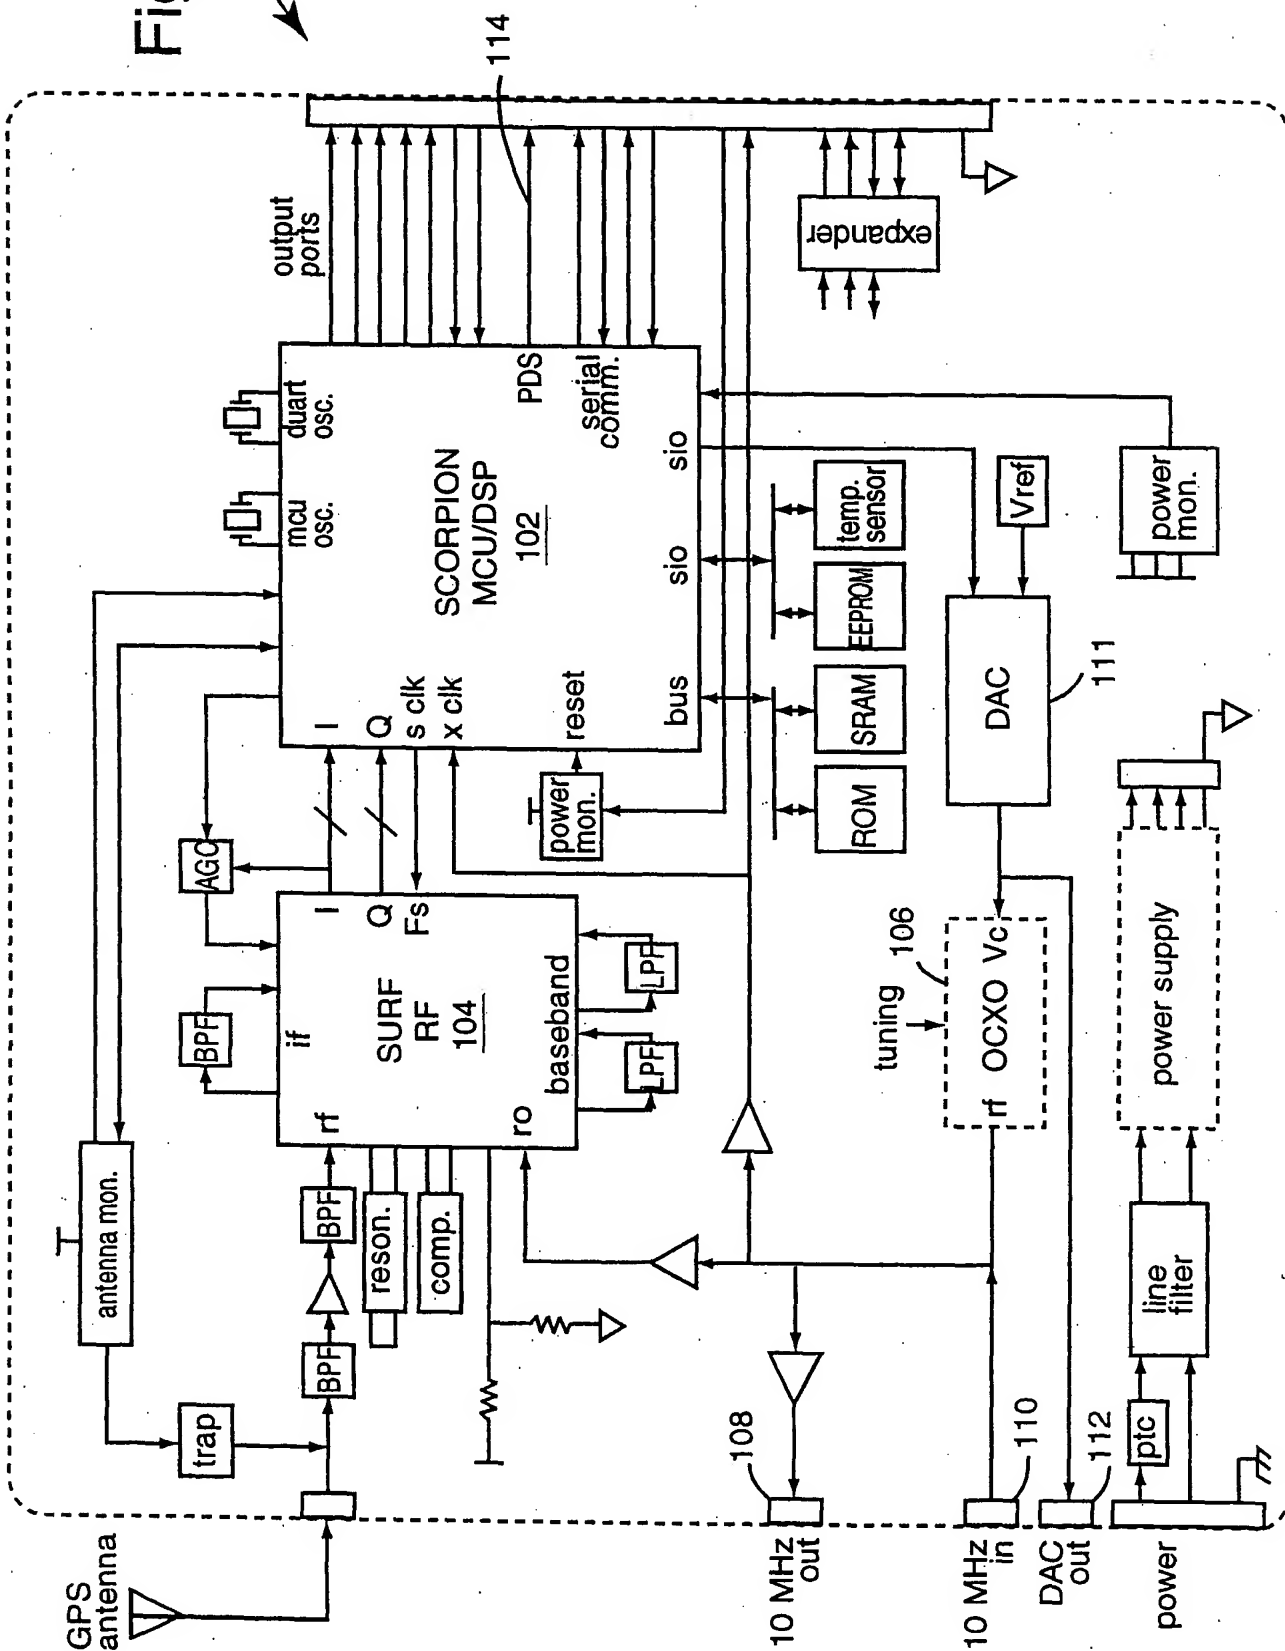 Fig
114
output
ports
mcu
osc.
duart
osc.
SCORPION
MCU/DSP
102
PDS
serial
comm.
I
Q
s clk
x clk
reset
bus
sio
sio
expander
antenna mon.
AGC
BPF
if
SURF
RF
104
rf
ro
I
Q
Fs
baseband
LPF
LPF
power
mon.
trap
BPF
BPF
reson.
comp.
GPS
antenna
ROM
SRAM
EEPROM
temp.
sensor
Vref
DAC
111
power
mon.
tuning
106
rf OCXO Vc
108
10 MHz
out
110
10 MHz
in
112
DAC
out
power
ptc
line
filter
power supply